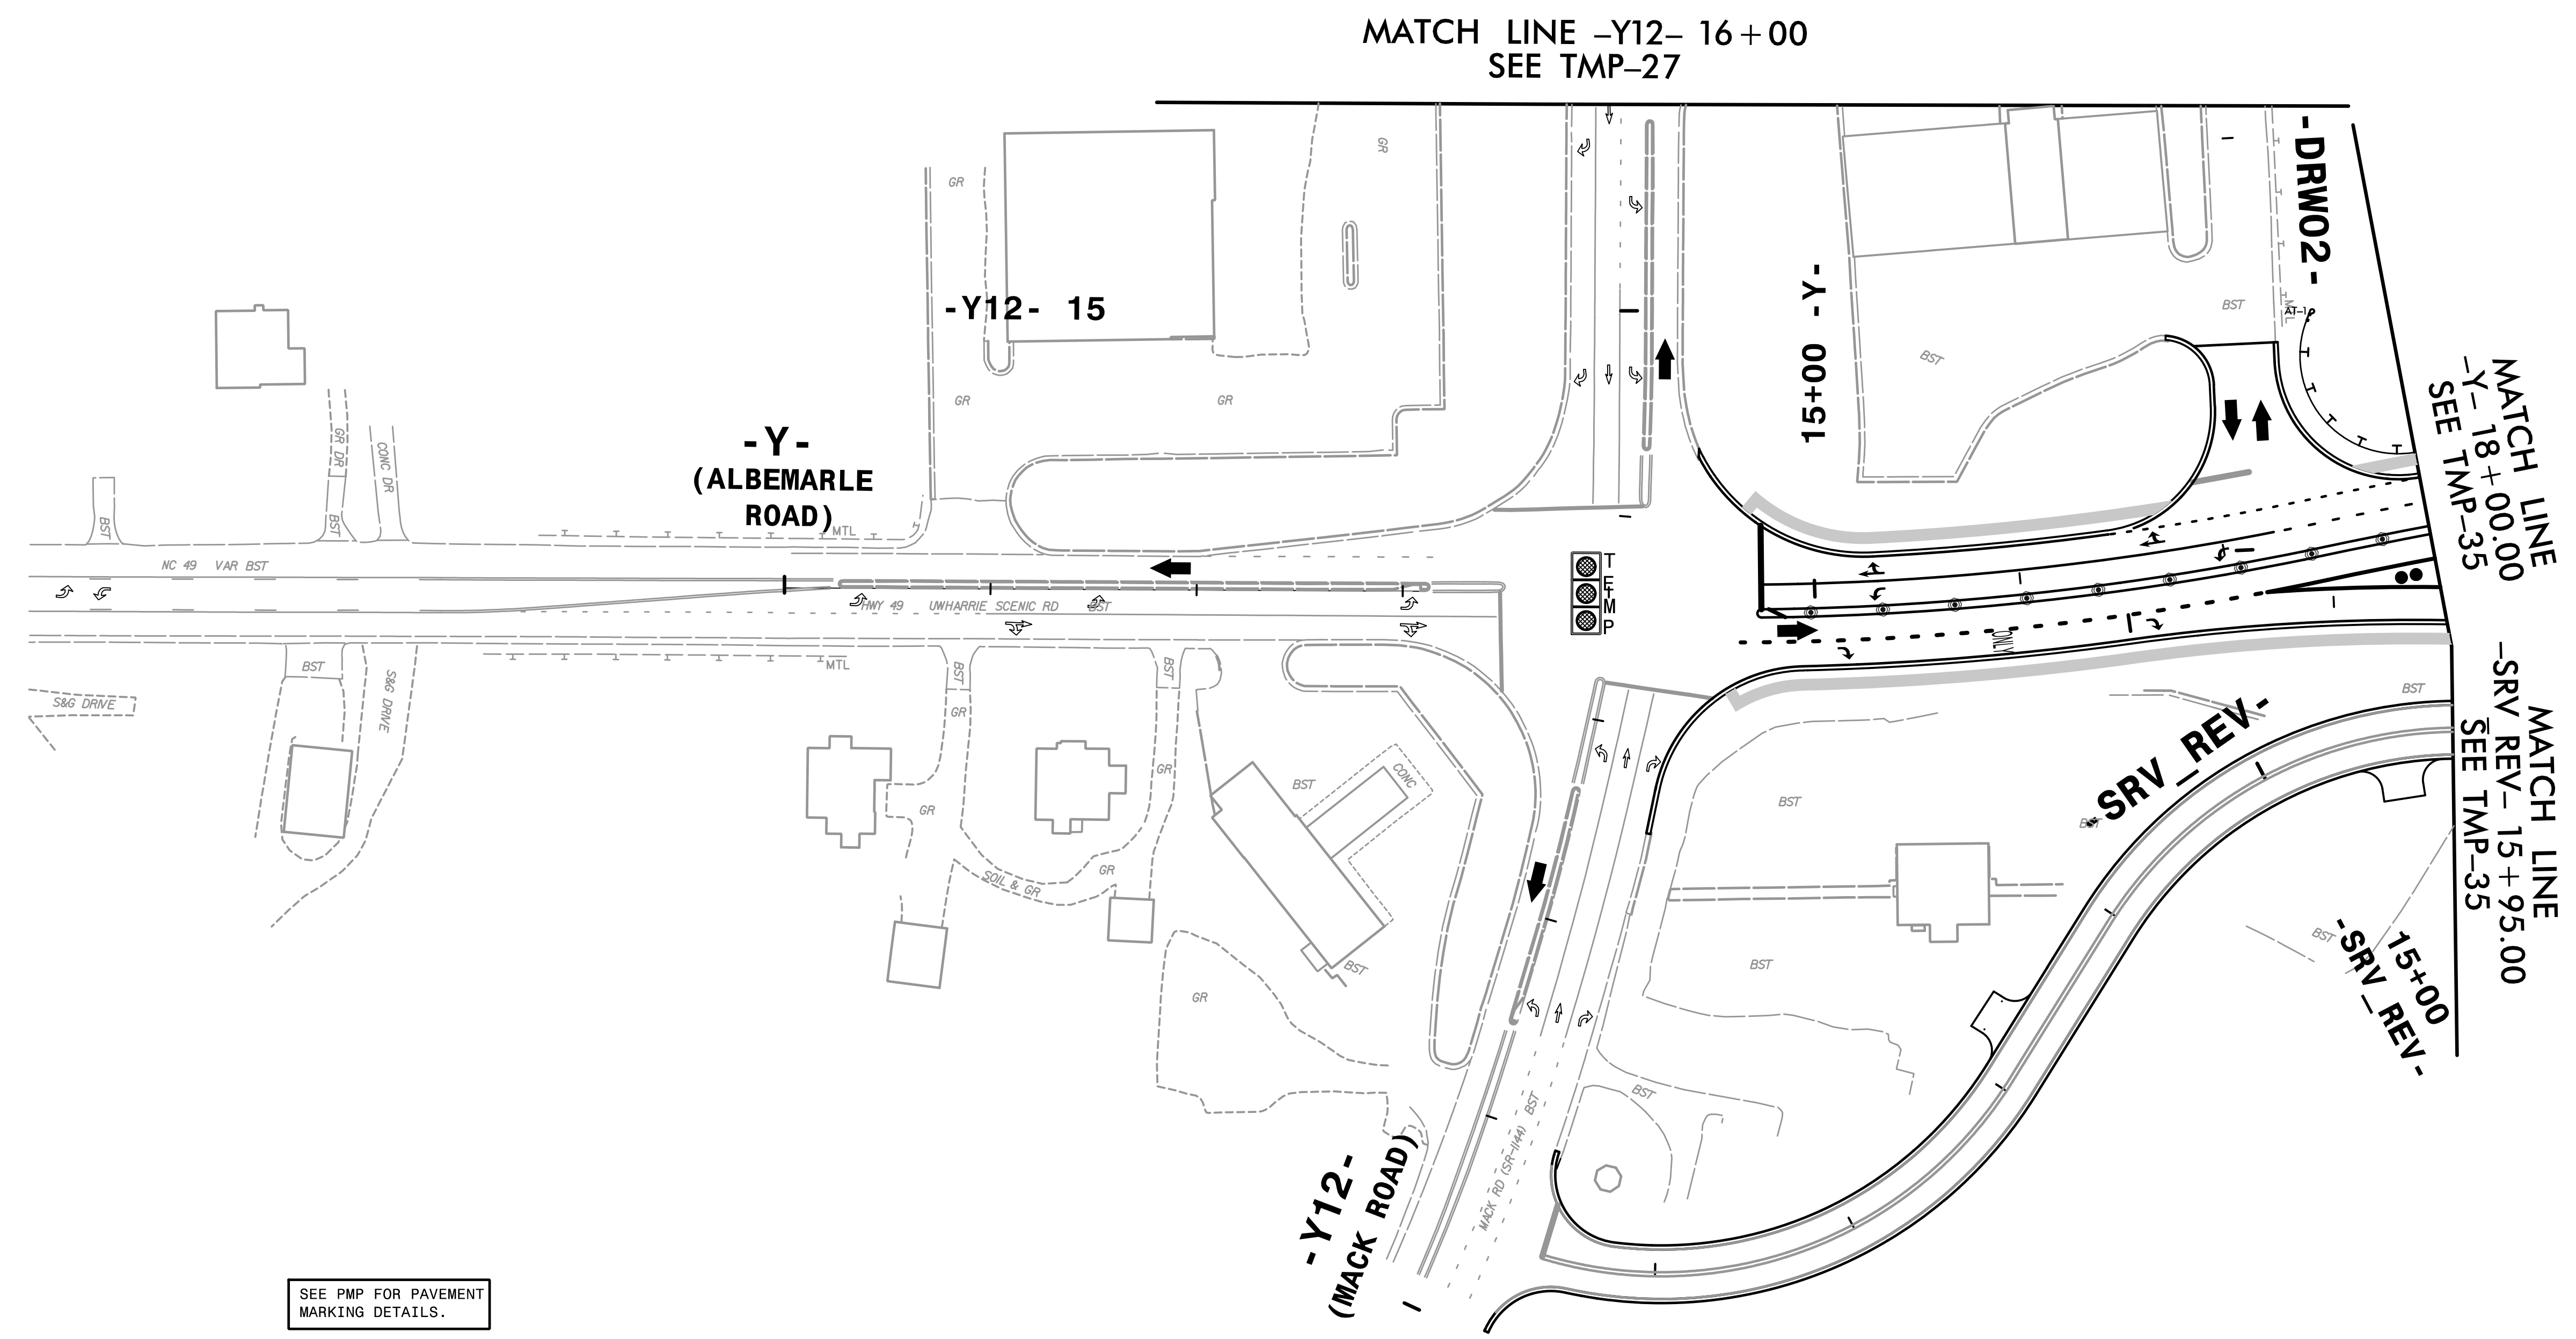 MATCH LINE –Y12– 16+00
SEE TMP–27
-DRW02-
GR
GR
-Y12- 15
15+00 -Y-
BST
BST
AT-1
MATCH LINE
–Y– 18+00.00
SEE TMP–35
GR
GR
-Y-
(ALBEMARLE
ROAD)
GR DR
CONC DR
BST
BST
MTL
NC 49 VAR BST
HWY 49 UWHARRIE SCENIC RD
BST
TEMP
ONLY
BST
MTL
BST
BST
S&G DRIVE
S&G DRIVE
GR
GR
GR
BST
CONC
BST
BST
BST
-SRV_REV-
MATCH LINE
–SRV_REV– 15+95.00
SEE TMP–35
GR
SOIL & GR
BST
BST
BST
15+00
-SRV_REV-
GR
BST
BST
MACK RD (SR-1144)
-Y12-
(MACK ROAD)
SEE PMP FOR PAVEMENT
MARKING DETAILS.